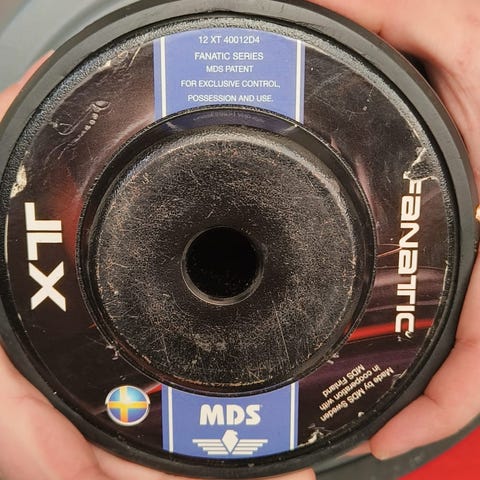 12 XT 40012D4
FANATIC SERIES
MDS PATENT
FOR EXCLUSIVE CONTROL,
POSSESSION AND USE.
JLX
FANATIC
Made by MDS Sweden
In cooperation with
MDS Finland
MDS